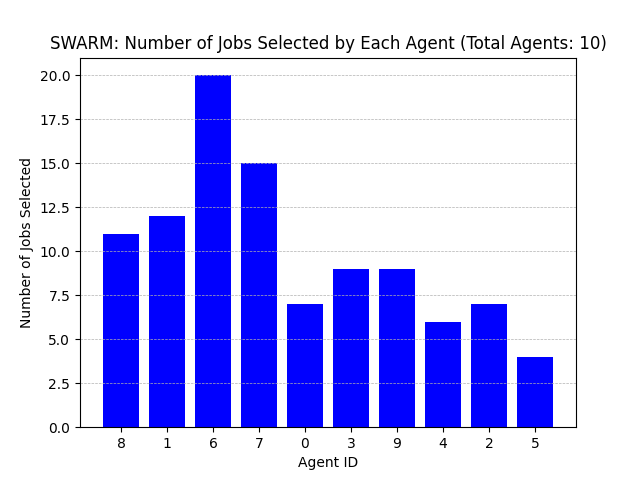 SWARM: Number of Jobs Selected by Each Agent (Total Agents: 10)
20.0
17.5
15.0
12.5
10.0
7.5
5.0
2.5
0.0
Number of Jobs Selected
8 1 6 7 0 3 9 4 2 5
Agent ID